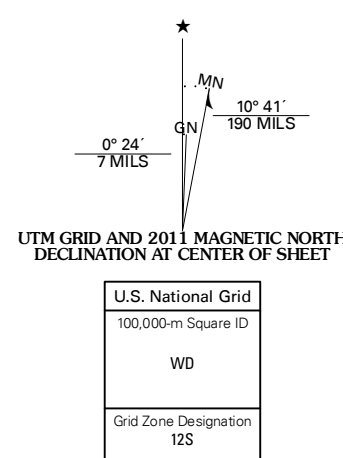 ★
MN
GN
10° 41´
190 MILS
0° 24´
7 MILS
UTM GRID AND 2011 MAGNETIC NORTH
DECLINATION AT CENTER OF SHEET
U.S. National Grid
100,000-m Square ID
WD
Grid Zone Designation
12S